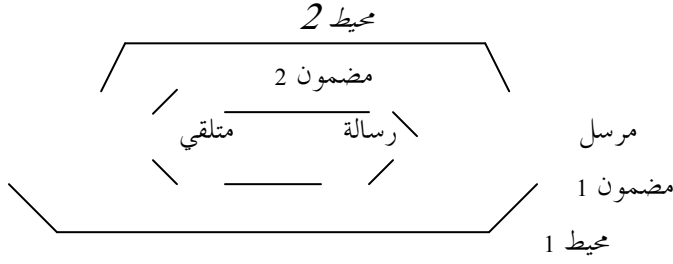 محيط 2
مضمون 2
مرسل رسالة متلقي
مضمون 1
محيط 1